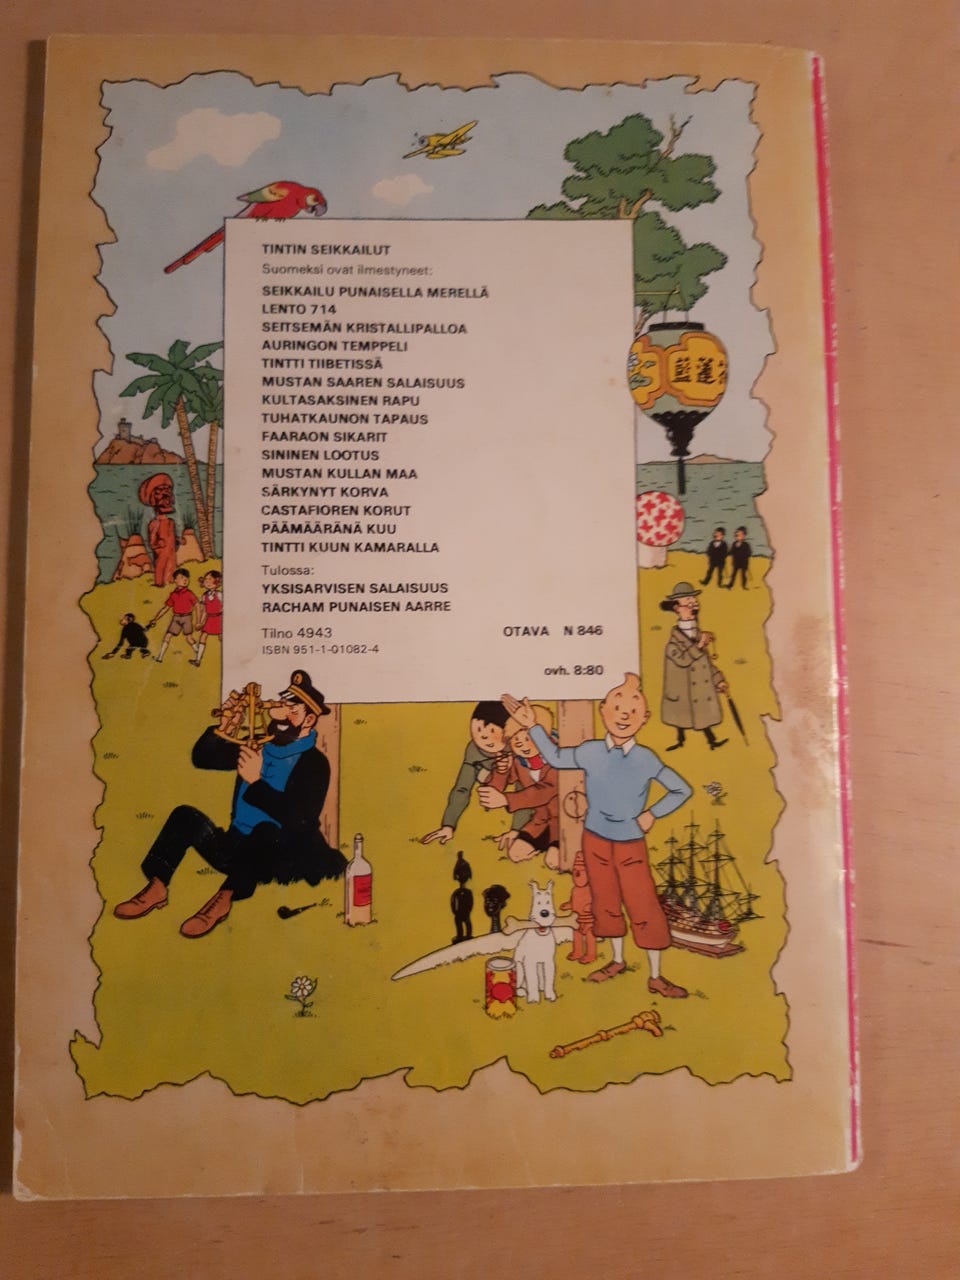 TINTIN SEIKKAILUT
Suomeksi ovat ilmestyneet:
SEIKKAILU PUNAISELLA MERELLÄ
LENTO 714
SEITSEMÄN KRISTALLIPALLOA
AURINGON TEMPPELI
TINTTI TIIBETISSÄ
MUSTAN SAAREN SALAISUUS
KULTASAKSINEN RAPU
TUHATKAUNON TAPAUS
FAARAON SIKARIT
SININEN LOOTUS
MUSTAN KULLAN MAA
SÄRKYNYT KORVA
CASTAFIOREN KORUT
PÄÄMÄÄRÄNÄ KUU
TINTTI KUUN KAMARALLA
Tulossa:
YKSISARVISEN SALAISUUS
RACHAM PUNAISEN AARRE
Tilno 4943 OTAVA N 846
ISBN 951-1-01082-4
ovh. 8:80